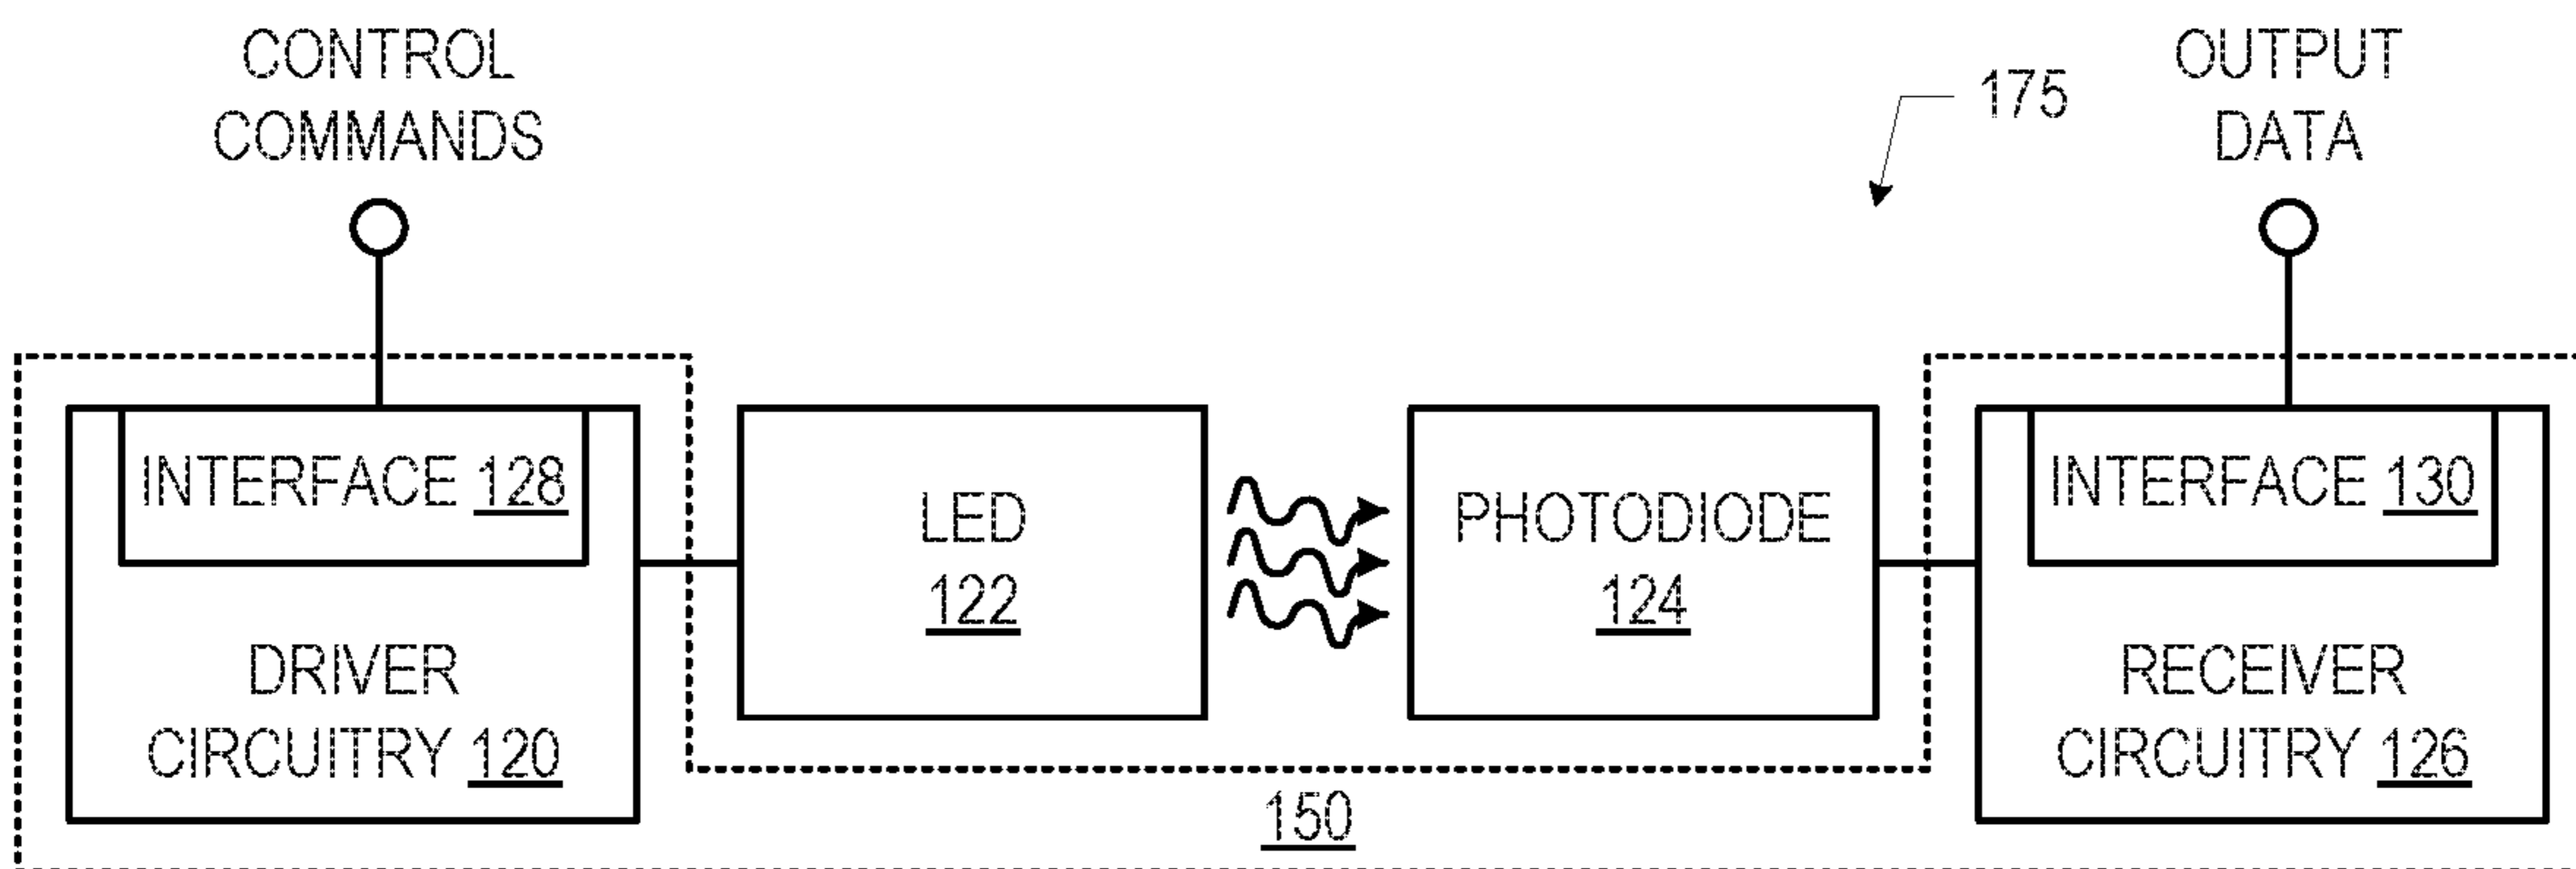 CONTROL
COMMANDS
175
OUTPUT
DATA
INTERFACE 128
DRIVER
CIRCUITRY 120
LED
122
PHOTODIODE
124
INTERFACE 130
RECEIVER
CIRCUITRY 126
150